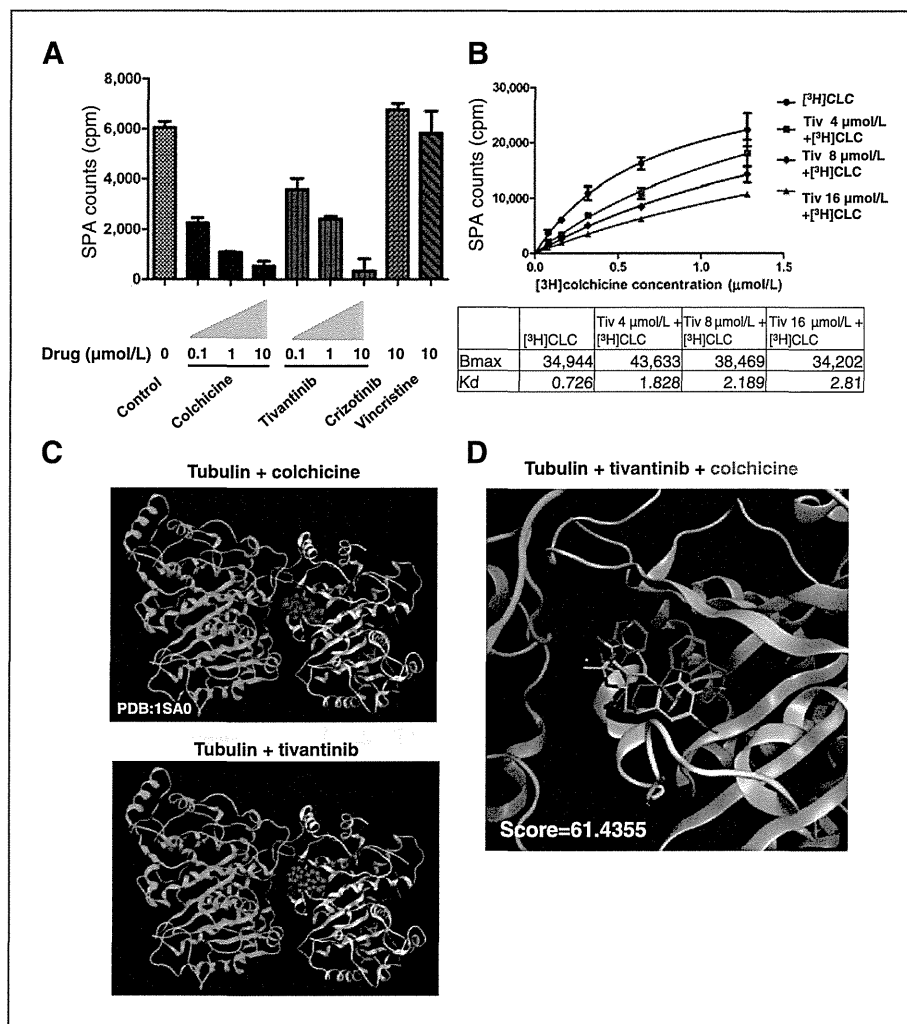 A
8,000
6,000
4,000
2,000
0
SPA counts (cpm)
Drug (μmol/L) 0 0.1 1 10 0.1 1 10 10 10
Control
Colchicine
Tivantinib
Crizotinib
Vincristine
B
30,000
20,000
10,000
0
SPA counts (cpm)
0.0 0.5 1.0 1.5
[3H]colchicine concentration (μmol/L)
[³H]CLC
Tiv 4 μmol/L
+[³H]CLC
Tiv 8 μmol/L
+[³H]CLC
Tiv 16 μmol/L
+[³H]CLC
[³H]CLC Tiv 4 μmol/L + [³H]CLC Tiv 8 μmol/L + [³H]CLC Tiv 16 μmol/L + [³H]CLC
Bmax 34,944 43,633 38,469 34,202
Kd 0.726 1.828 2.189 2.81
C
Tubulin + colchicine
PDB:1SA0
Tubulin + tivantinib
D
Tubulin + tivantinib + colchicine
Score=61.4355